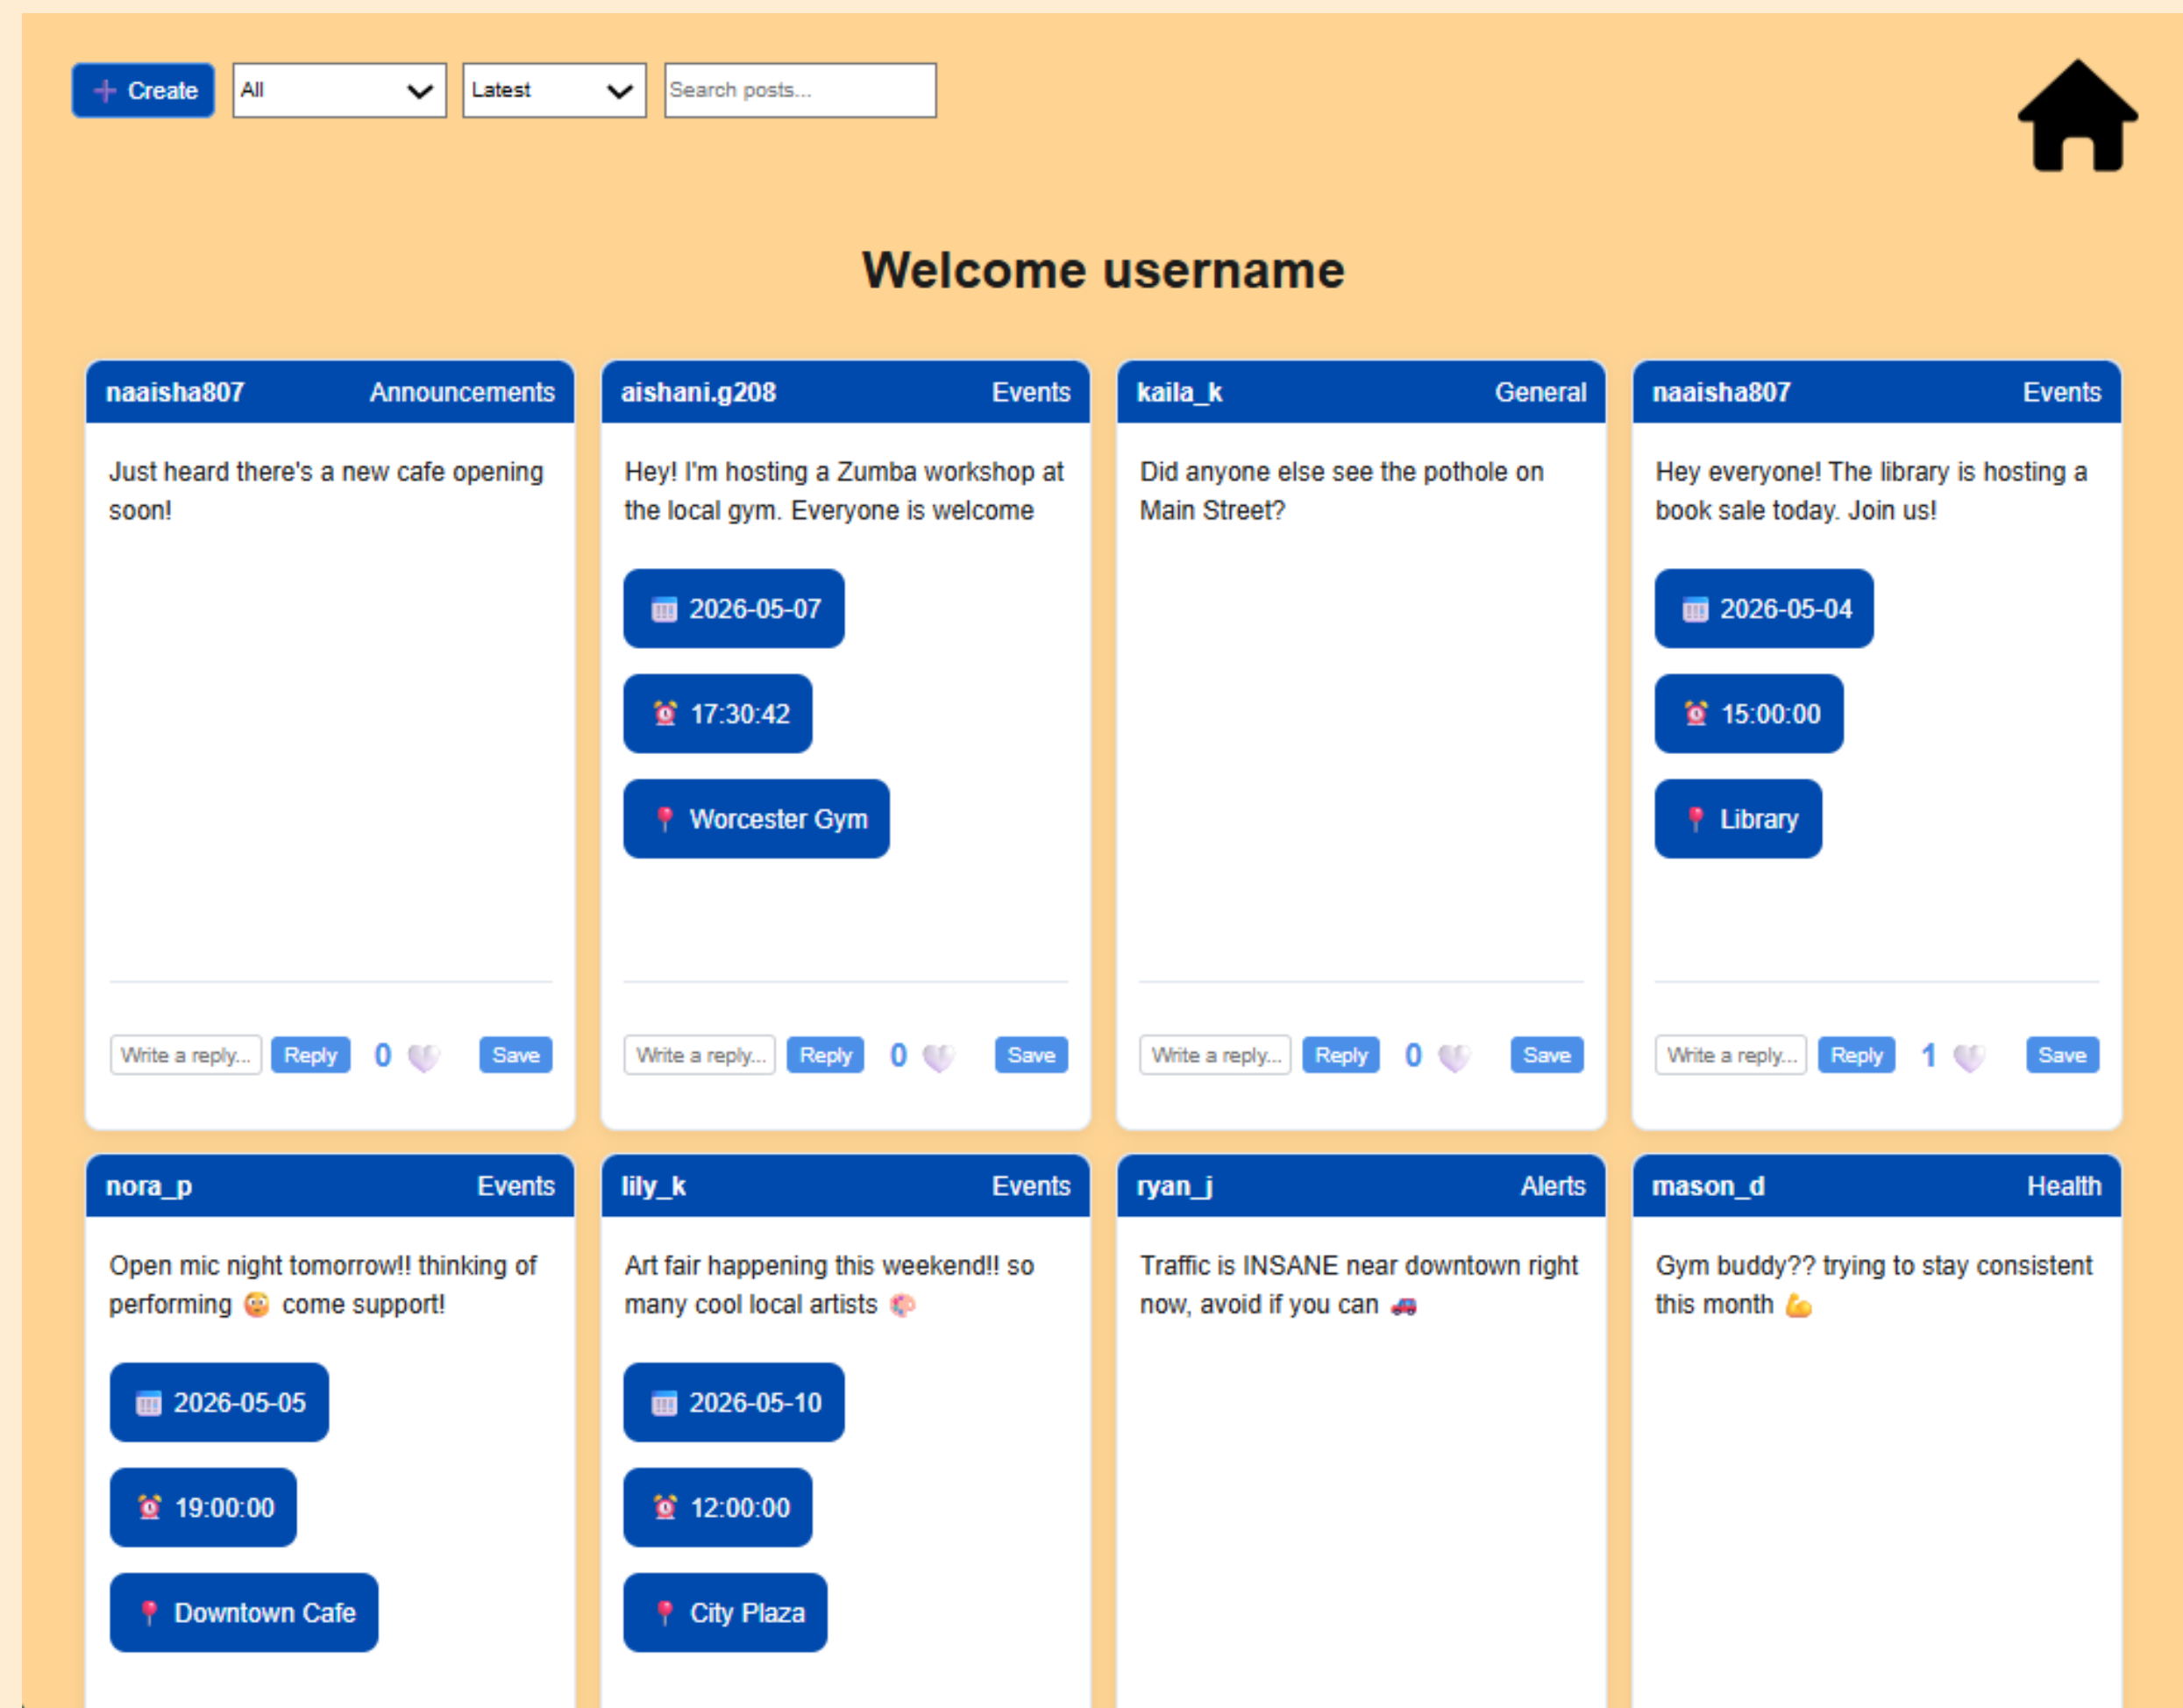 Create
All
Latest
Search posts...
Welcome username
naaisha807 Announcements
Just heard there's a new cafe opening
soon!
Write a reply... Reply 0 Save
aishani.g208 Events
Hey! I'm hosting a Zumba workshop at
the local gym. Everyone is welcome
2026-05-07
17:30:42
Worcester Gym
Write a reply... Reply 0 Save
kaila_k General
Did anyone else see the pothole on
Main Street?
Write a reply... Reply 0 Save
naaisha807 Events
Hey everyone! The library is hosting a
book sale today. Join us!
2026-05-04
15:00:00
Library
Write a reply... Reply 1 Save
nora_p Events
Open mic night tomorrow!! thinking of
performing 😳 come support!
2026-05-05
19:00:00
Downtown Cafe
lily_k Events
Art fair happening this weekend!! so
many cool local artists 🎨
2026-05-10
12:00:00
City Plaza
ryan_j Alerts
Traffic is INSANE near downtown right
now, avoid if you can 🚗
mason_d Health
Gym buddy?? trying to stay consistent
this month 💪